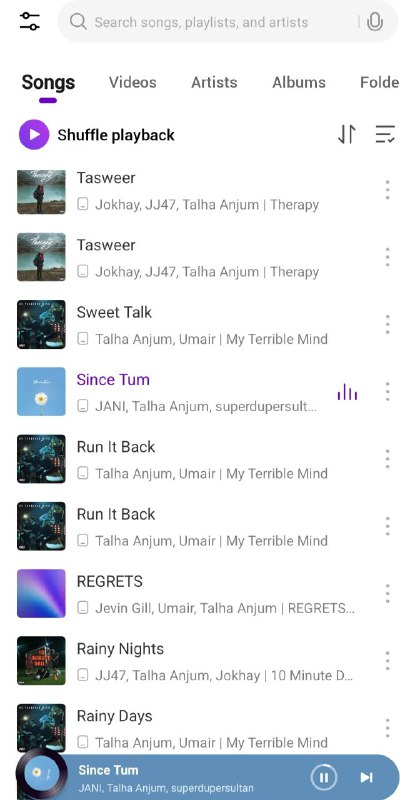 Search songs, playlists, and artists
Songs Videos Artists Albums Folde
Shuffle playback
Tasweer
Jokhay, JJ47, Talha Anjum | Therapy
Tasweer
Jokhay, JJ47, Talha Anjum | Therapy
Sweet Talk
Talha Anjum, Umair | My Terrible Mind
Since Tum
JANI, Talha Anjum, superdupersult...
Run It Back
Talha Anjum, Umair | My Terrible Mind
Run It Back
Talha Anjum, Umair | My Terrible Mind
REGRETS
Jevin Gill, Umair, Talha Anjum | REGRETS...
Rainy Nights
JJ47, Talha Anjum, Jokhay | 10 Minute D...
Rainy Days
Talha Anjum, Umair | My Terrible Mind
Since Tum
JANI, Talha Anjum, superdupersultan